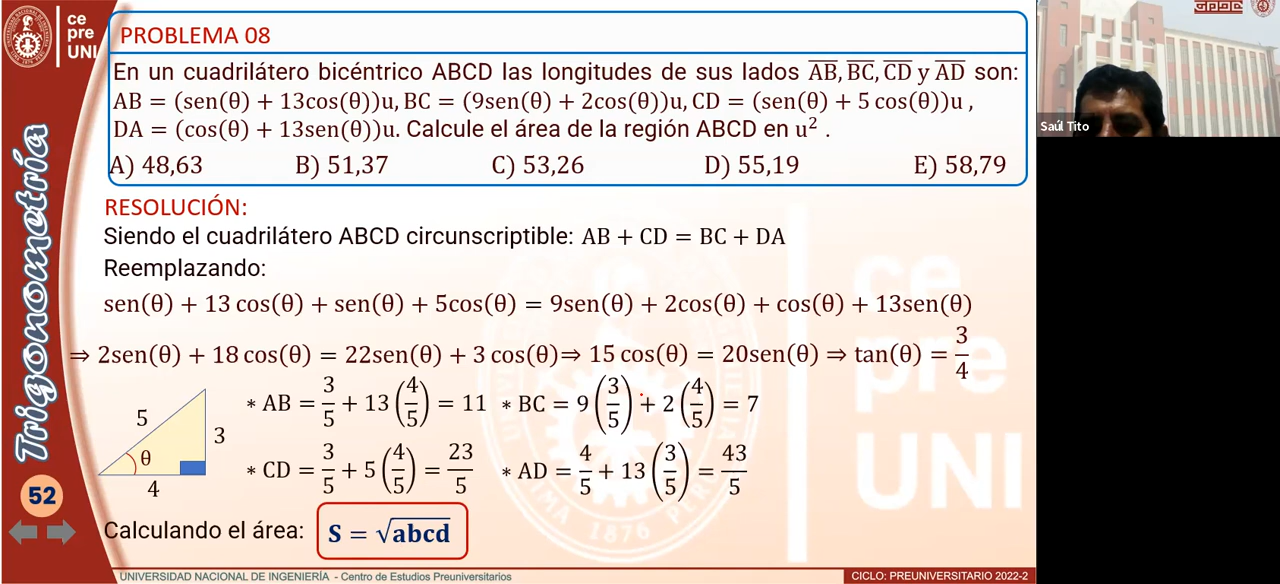 ce
pre
UNI
PROBLEMA 08
En un cuadrilátero bicéntrico ABCD las longitudes de sus lados AB, BC, CD y AD son:
AB = (sen(θ) + 13cos(θ))u, BC = (9sen(θ) + 2cos(θ))u, CD = (sen(θ) + 5 cos(θ))u ,
DA = (cos(θ) + 13sen(θ))u. Calcule el área de la región ABCD en u² .
A) 48,63 B) 51,37 C) 53,26 D) 55,19 E) 58,79
RESOLUCIÓN:
Siendo el cuadrilátero ABCD circunscriptible: AB + CD = BC + DA
Reemplazando:
sen(θ) + 13 cos(θ) + sen(θ) + 5cos(θ) = 9sen(θ) + 2cos(θ) + cos(θ) + 13sen(θ)
⇒ 2sen(θ) + 18 cos(θ) = 22sen(θ) + 3 cos(θ)⇒ 15 cos(θ) = 20sen(θ) ⇒ tan(θ) = 3/4
5
3
θ
4
* AB = 3/5 + 13(4/5) = 11 * BC = 9(3/5) + 2(4/5) = 7
* CD = 3/5 + 5(4/5) = 23/5 * AD = 4/5 + 13(3/5) = 43/5
Calculando el área: S = √abcd
Trigonometría
52
UNIVERSIDAD NACIONAL DE INGENIERÍA - Centro de Estudios Preuniversitarios
CICLO: PREUNIVERSITARIO 2022-2
ce
pre
UNI
1876
Saúl Tito